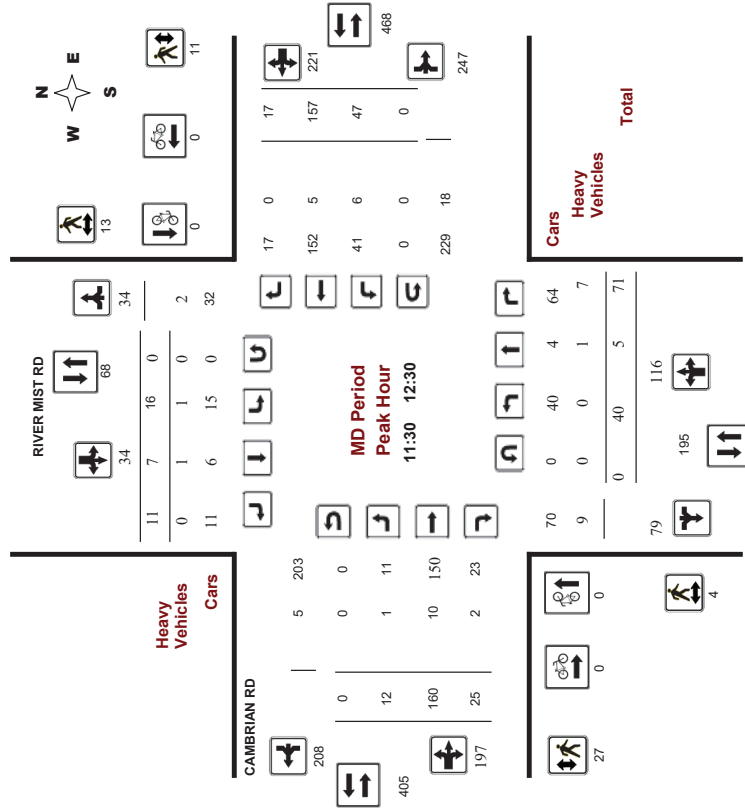 N
W E
S
13
11
0
0
RIVER MIST RD
68
34
34
11 7 16 0
0 1 1 0 2
11 6 15 0 32
Heavy
Vehicles
Cars
221
468
247
17 0 17
152 5 157
41 6 47
0 0 0
229 18
MD Period
Peak Hour
11:30 12:30
CAMBRIAN RD
208
405
197
5 203
0 0 0
12 1 11
160 10 150
25 2 23
Cars
Heavy
Vehicles
Total
70 0 40 4 64
9 0 0 1 7
0 40 5 71
79
195
116
0
0
27
4